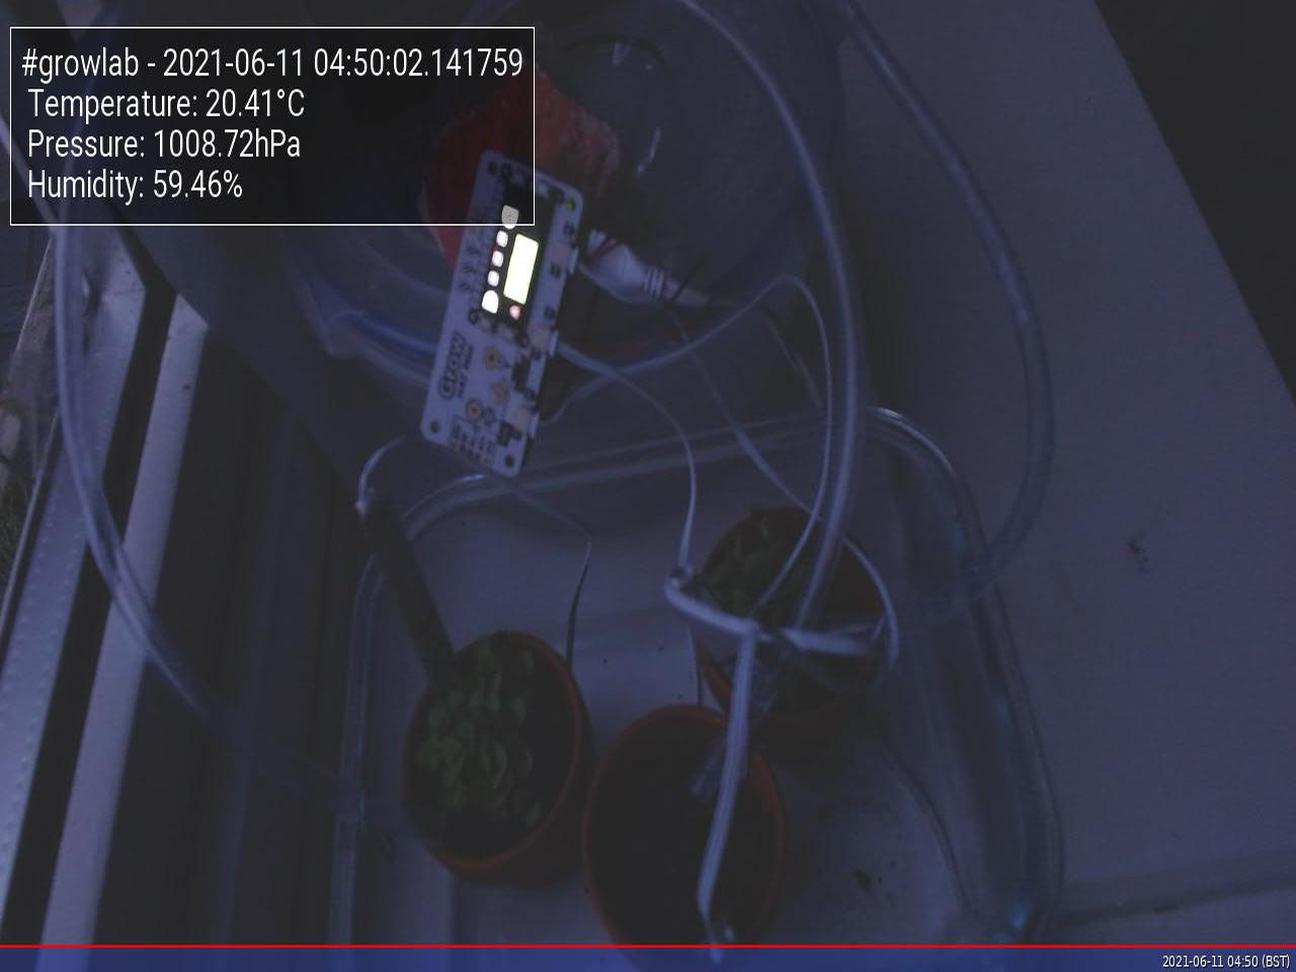 #growlab - 2021-06-11 04:50:02.141759
Temperature: 20.41°C
Pressure: 1008.72hPa
Humidity: 59.46%
GROW
2021-06-11 04:50 (BST)